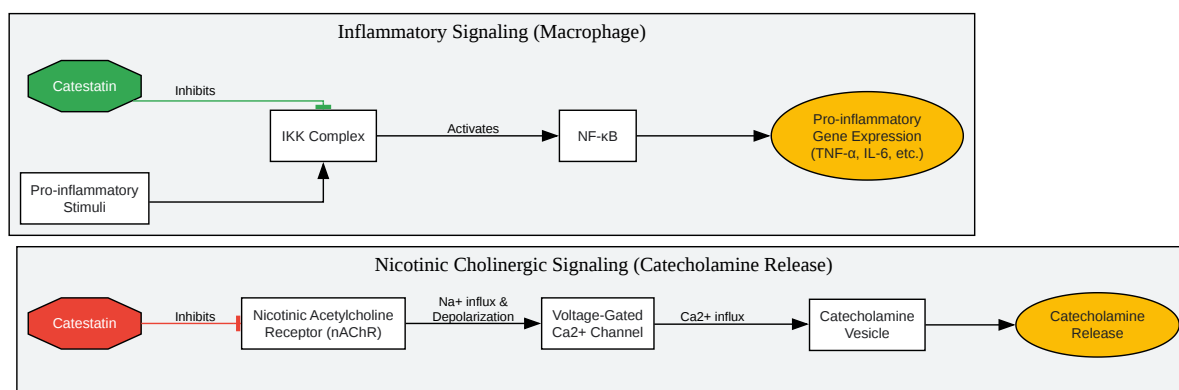 Inflammatory Signaling (Macrophage)
Catestatin
Inhibits
IKK Complex
Activates
NF-κB
Pro-inflammatory
Gene Expression
(TNF-α, IL-6, etc.)
Pro-inflammatory
Stimuli
Nicotinic Cholinergic Signaling (Catecholamine Release)
Catestatin
Inhibits
Nicotinic Acetylcholine
Receptor (nAChR)
Na+ influx &
Depolarization
Voltage-Gated
Ca2+ Channel
Ca2+ influx
Catecholamine
Vesicle
Catecholamine
Release